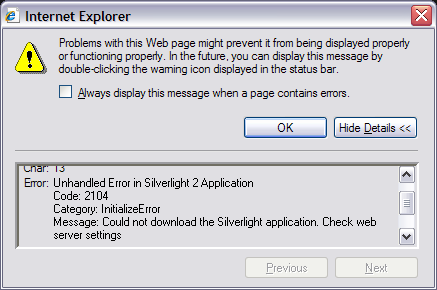 Internet Explorer
Problems with this Web page might prevent it from being displayed properly
or functioning properly. In the future, you can display this message by
double-clicking the warning icon displayed in the status bar.
Always display this message when a page contains errors.
OK
Hide Details <<
Char: 13
Error: Unhandled Error in Silverlight 2 Application
Code: 2104
Category: InitializeError
Message: Could not download the Silverlight application. Check web
server settings
Previous
Next